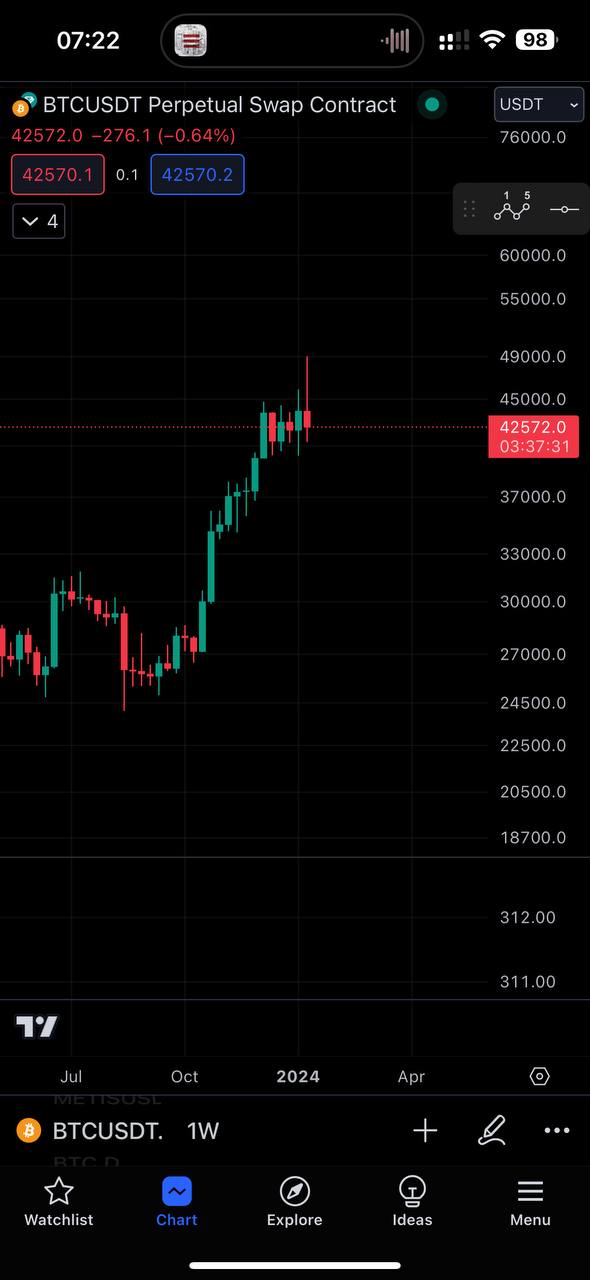 07:22
98
BTCUSDT Perpetual Swap Contract
USDT
42572.0 −276.1 (−0.64%)
76000.0
42570.1 0.1 42570.2
1 5
4
60000.0
55000.0
49000.0
45000.0
42572.0
03:37:31
37000.0
33000.0
30000.0
27000.0
24500.0
22500.0
20500.0
18700.0
312.00
311.00
Jul Oct 2024 Apr
METISUSL
BTCUSDT. 1W
BTC.D
Watchlist Chart Explore Ideas Menu